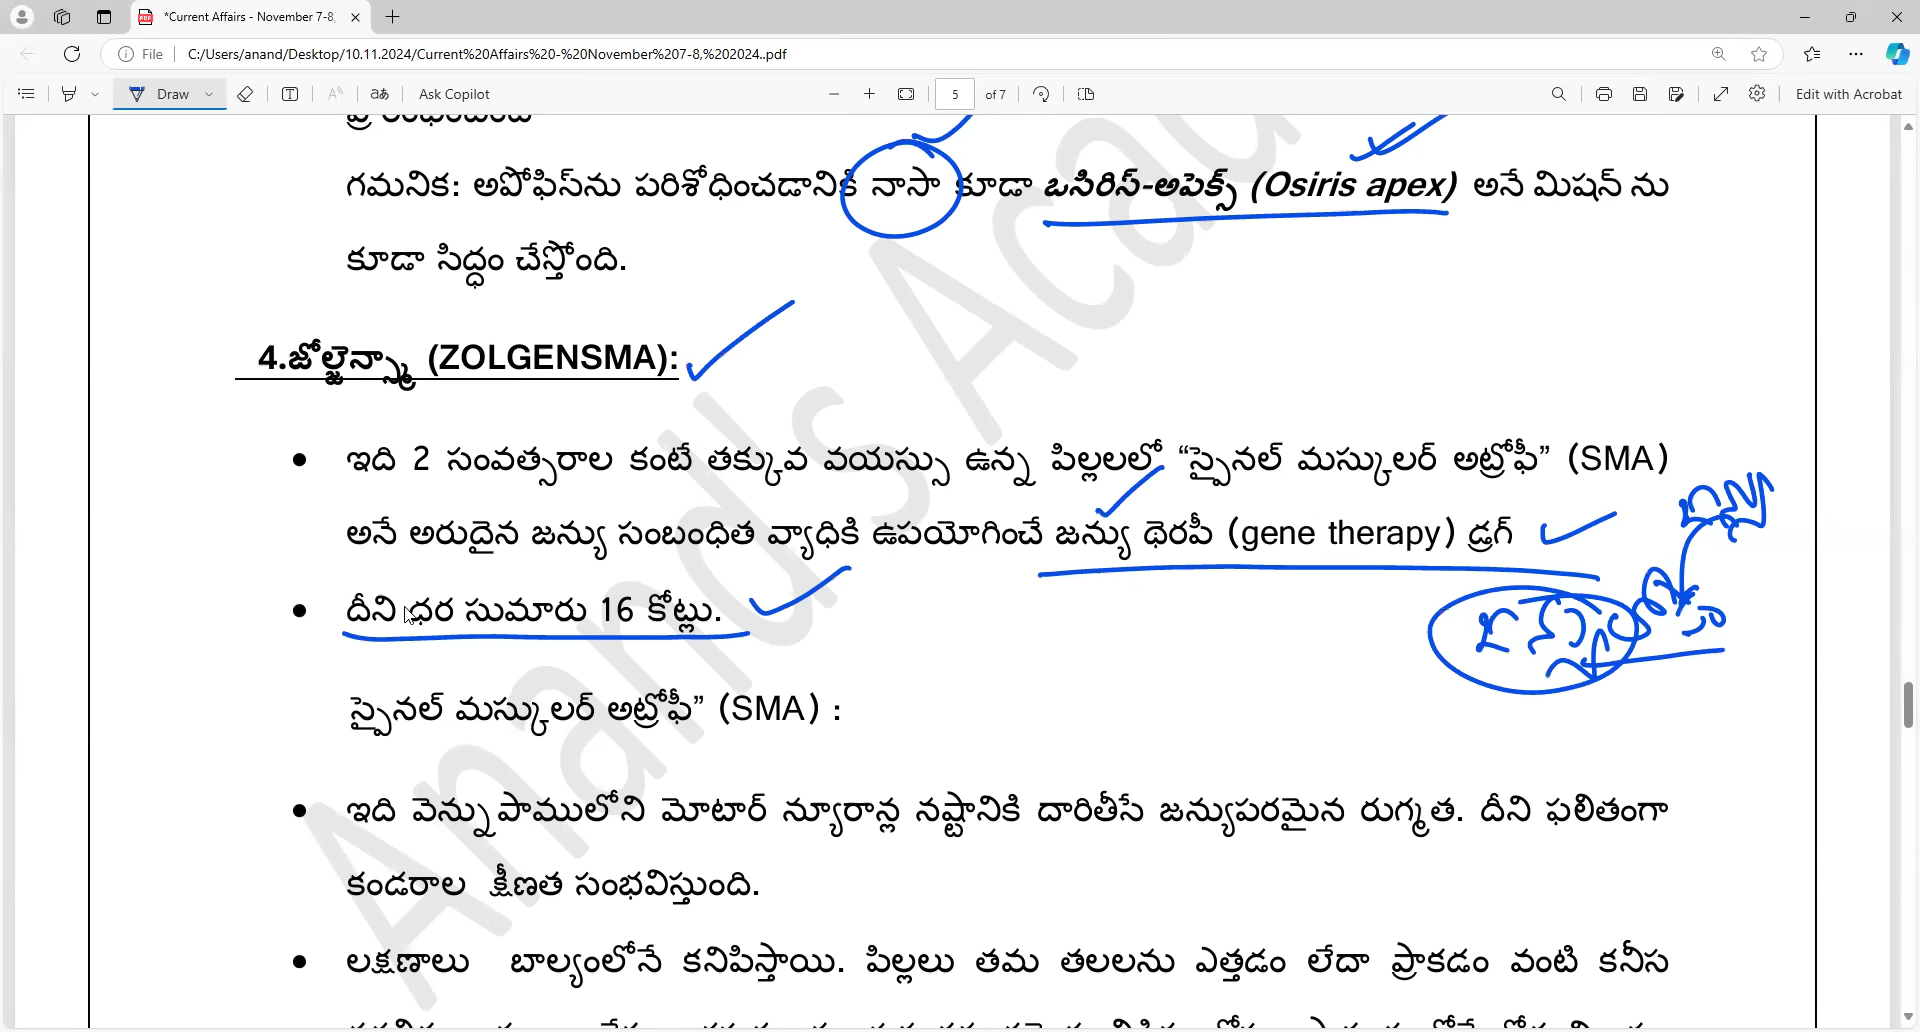 *Current Affairs - November 7-8,
File C:/Users/anand/Desktop/10.11.2024/Current%20Affairs%20-%20November%207-8,%202024..pdf
Draw Ask Copilot 5 of 7 Edit with Acrobat
గమనిక: అపోఫిస్‌ను పరిశోధించడానికి నాసా కూడా ఒసిరిస్-అపెక్స్ (Osiris apex) అనే మిషన్ ను
కూడా సిద్ధం చేస్తోంది.
4.జోల్జెన్స్మా (ZOLGENSMA):
• ఇది 2 సంవత్సరాల కంటే తక్కువ వయస్సు ఉన్న పిల్లలలో “స్పైనల్ మస్కులర్ అట్రోఫీ” (SMA)
అనే అరుదైన జన్యు సంబంధిత వ్యాధికి ఉపయోగించే జన్యు థెరపీ (gene therapy) డ్రగ్
• దీని ధర సుమారు 16 కోట్లు.
స్పైనల్ మస్కులర్ అట్రోఫీ” (SMA) :
• ఇది వెన్నుపాములోని మోటార్ న్యూరాన్ల నష్టానికి దారితీసే జన్యుపరమైన రుగ్మత. దీని ఫలితంగా
కండరాల క్షీణత సంభవిస్తుంది.
• లక్షణాలు బాల్యంలోనే కనిపిస్తాయి. పిల్లలు తమ తలలను ఎత్తడం లేదా ప్రాకడం వంటి కనీస
Anand's Acad